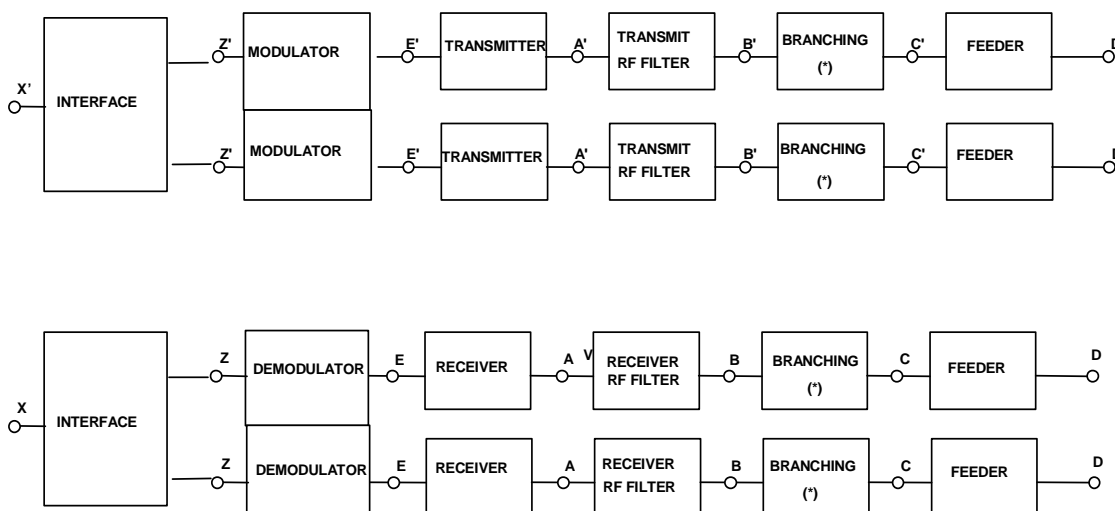 Z' E' TRANSMITTER A' TRANSMIT B' BRANCHING C' FEEDER D
MODULATOR RF FILTER (*)
X’ INTERFACE
Z' MODULATOR E' TRANSMITTER A' TRANSMIT B' BRANCHING C' FEEDER
RF FILTER (*)
Z DEMODULATOR E RECEIVER A V RECEIVER B BRANCHING C FEEDER D
RF FILTER (*)
X INTERFACE
Z DEMODULATOR E RECEIVER A RECEIVER B BRANCHING C FEEDER D
RF FILTER (*)